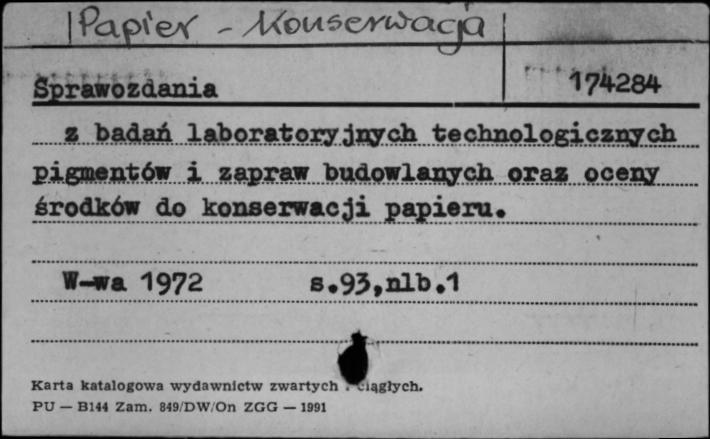 Papier - Konserwacja
Sprawozdania 174284
z badań laboratoryjnych technologicznych
pigmentów i zapraw budowlanych oraz oceny
środków do konserwacji papieru.
W-wa 1972 s.93,nlb.1
Karta katalogowa wydawnictw zwartych i ciągłych.
PU — B144 Zam. 849/DW/On ZGG — 1991